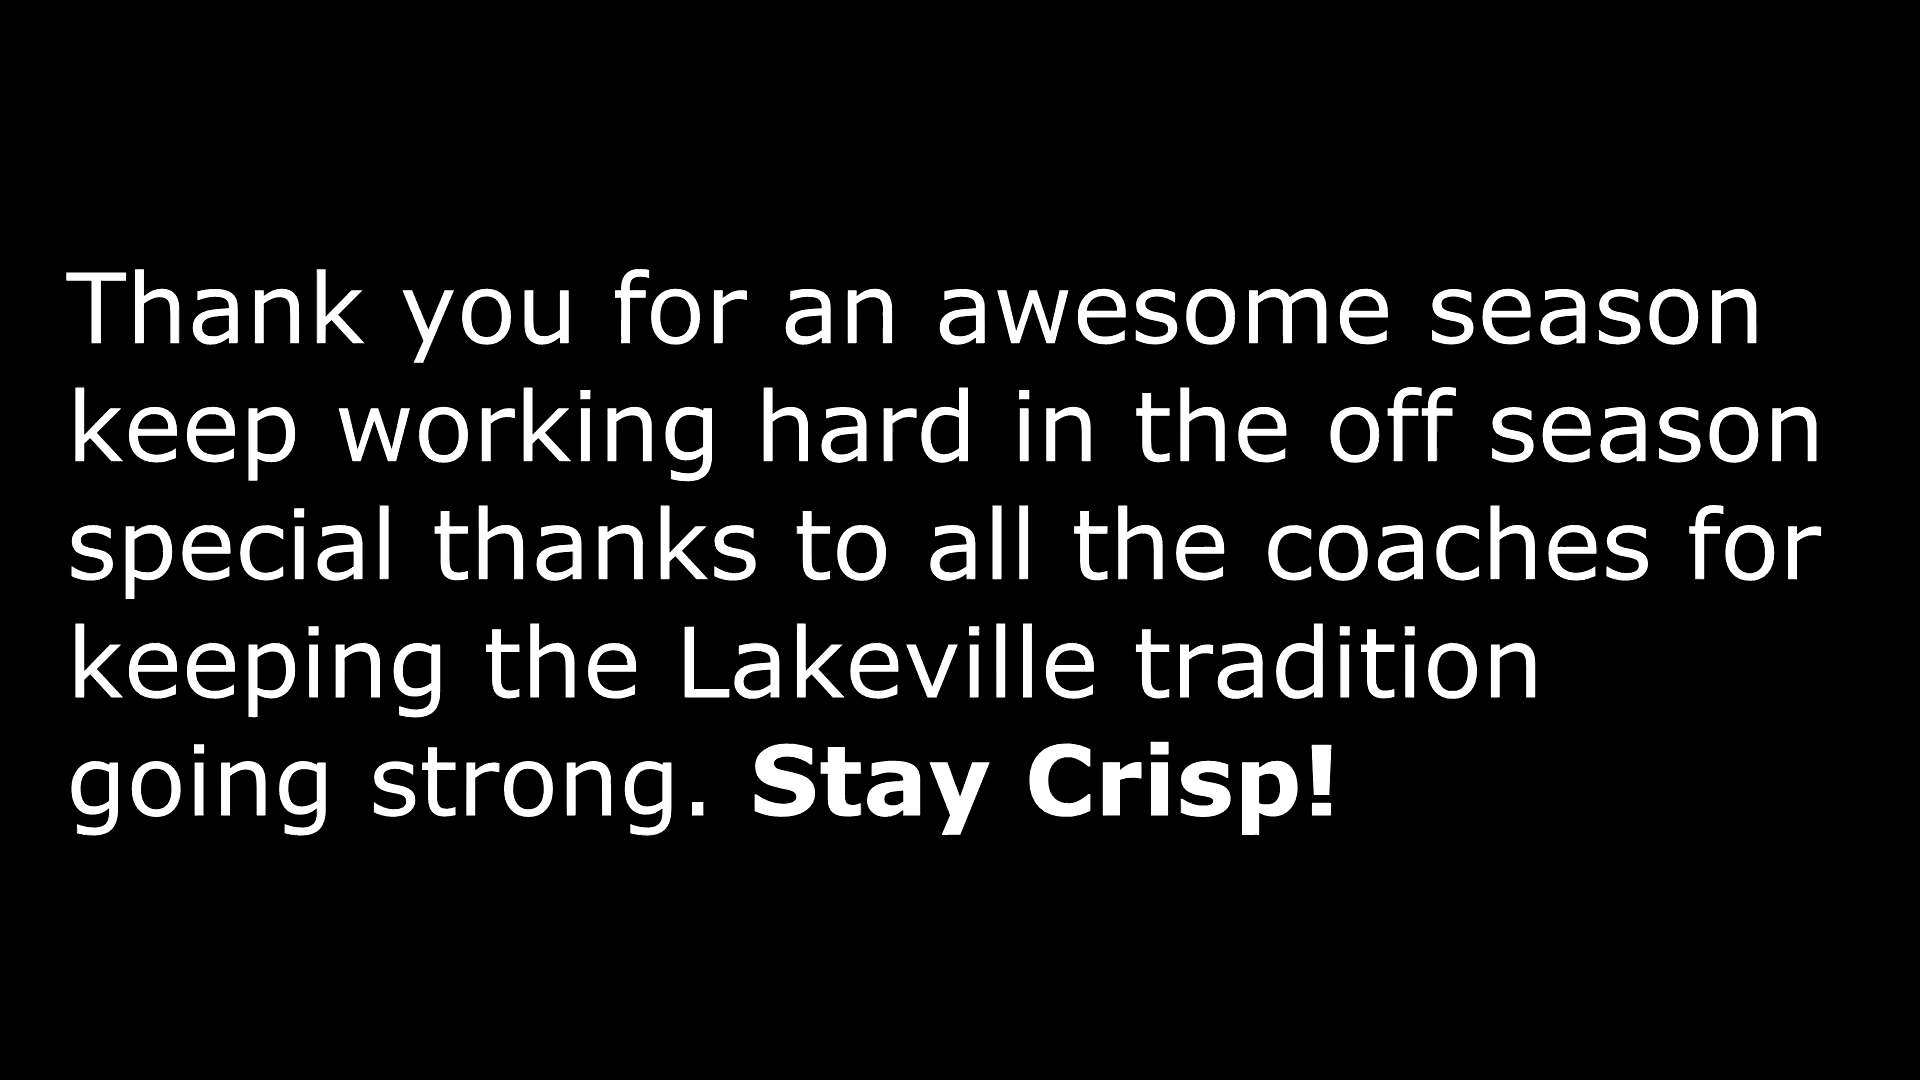 Thank you for an awesome season
keep working hard in the off season
special thanks to all the coaches for
keeping the Lakeville tradition
going strong. Stay Crisp!